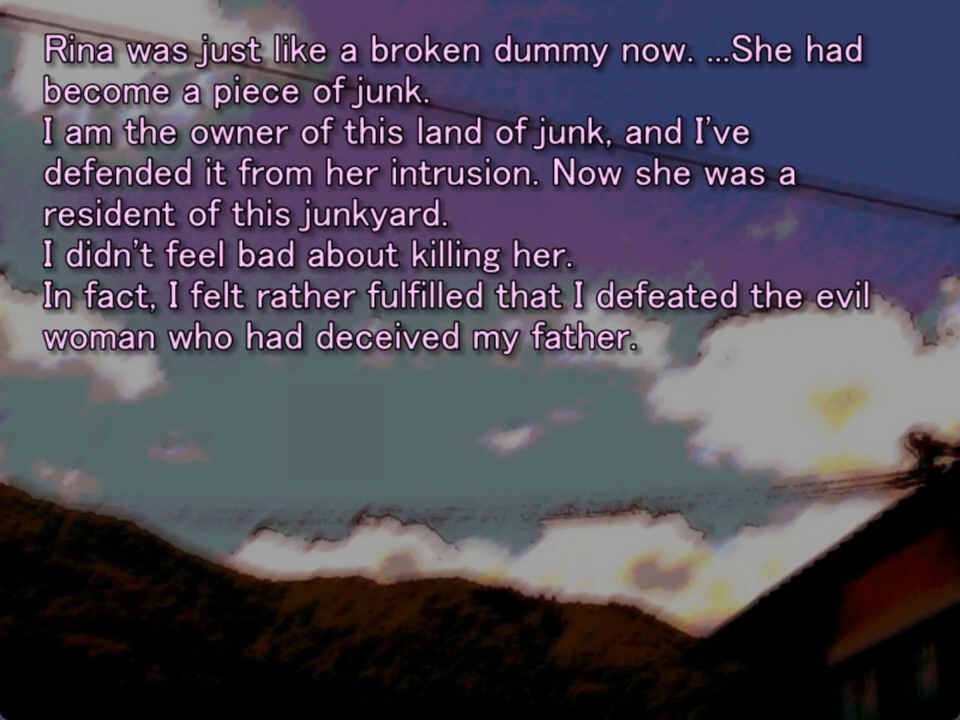 Rina was just like a broken dummy now. ...She had
become a piece of junk.
I am the owner of this land of junk, and I've
defended it from her intrusion. Now she was a
resident of this junkyard.
I didn't feel bad about killing her.
In fact, I felt rather fulfilled that I defeated the evil
woman who had deceived my father.